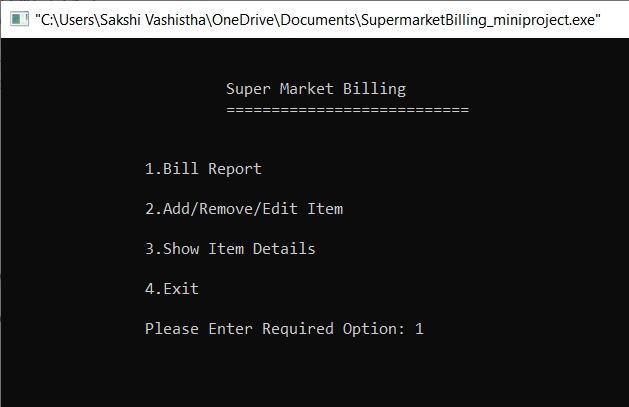 "C:\Users\Sakshi Vashistha\OneDrive\Documents\SupermarketBilling_miniproject.exe"
Super Market Billing
===========================
1.Bill Report
2.Add/Remove/Edit Item
3.Show Item Details
4.Exit
Please Enter Required Option: 1